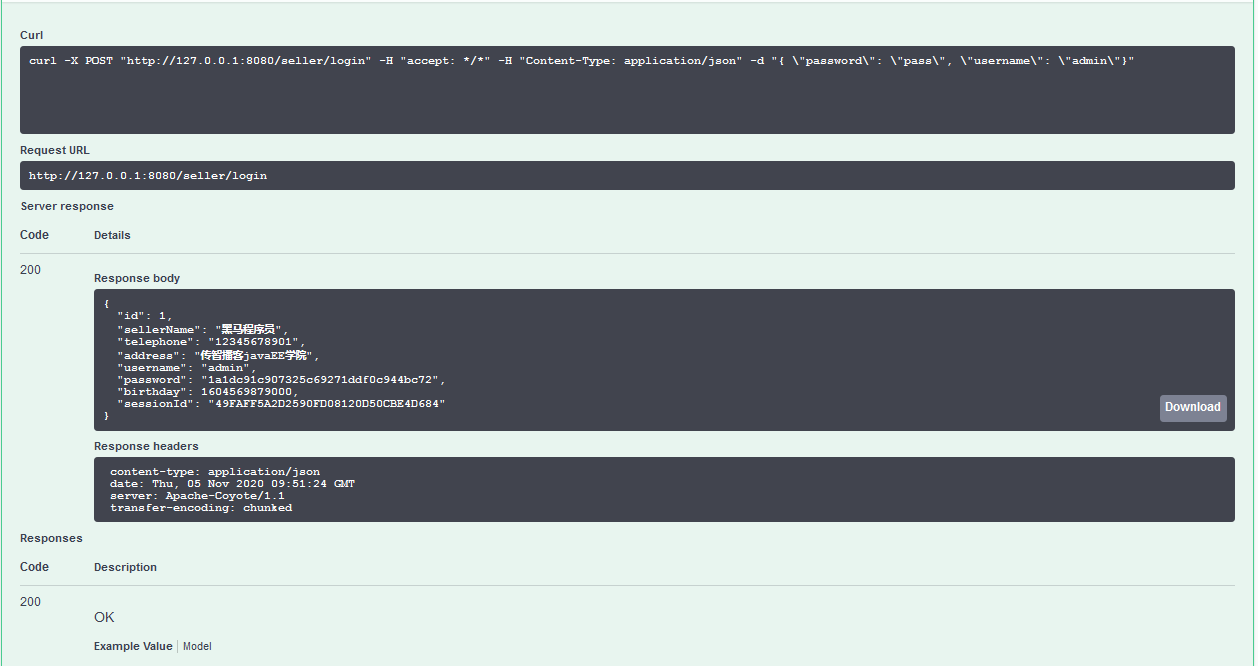 Curl
curl -X POST "http://127.0.0.1:8080/seller/login" -H "accept: */*" -H "Content-Type: application/json" -d "{ \"password\": \"pass\", \"username\": \"admin\"}"
Request URL
http://127.0.0.1:8080/seller/login
Server response
Code Details
200
Response body
{
"id": 1,
"sellerName": "黑马程序员",
"telephone": "12345678901",
"address": "传智播客javaEE学院",
"username": "admin",
"password": "1a1dc91c907325c69271ddf0c944bc72",
"birthday": 1604569879000,
"sessionId": "49FAFF5A2D2590FD08120D50CBE4D684"
}
Download
Response headers
content-type: application/json
date: Thu, 05 Nov 2020 09:51:24 GMT
server: Apache-Coyote/1.1
transfer-encoding: chunked
Responses
Code Description
200
OK
Example Value Model